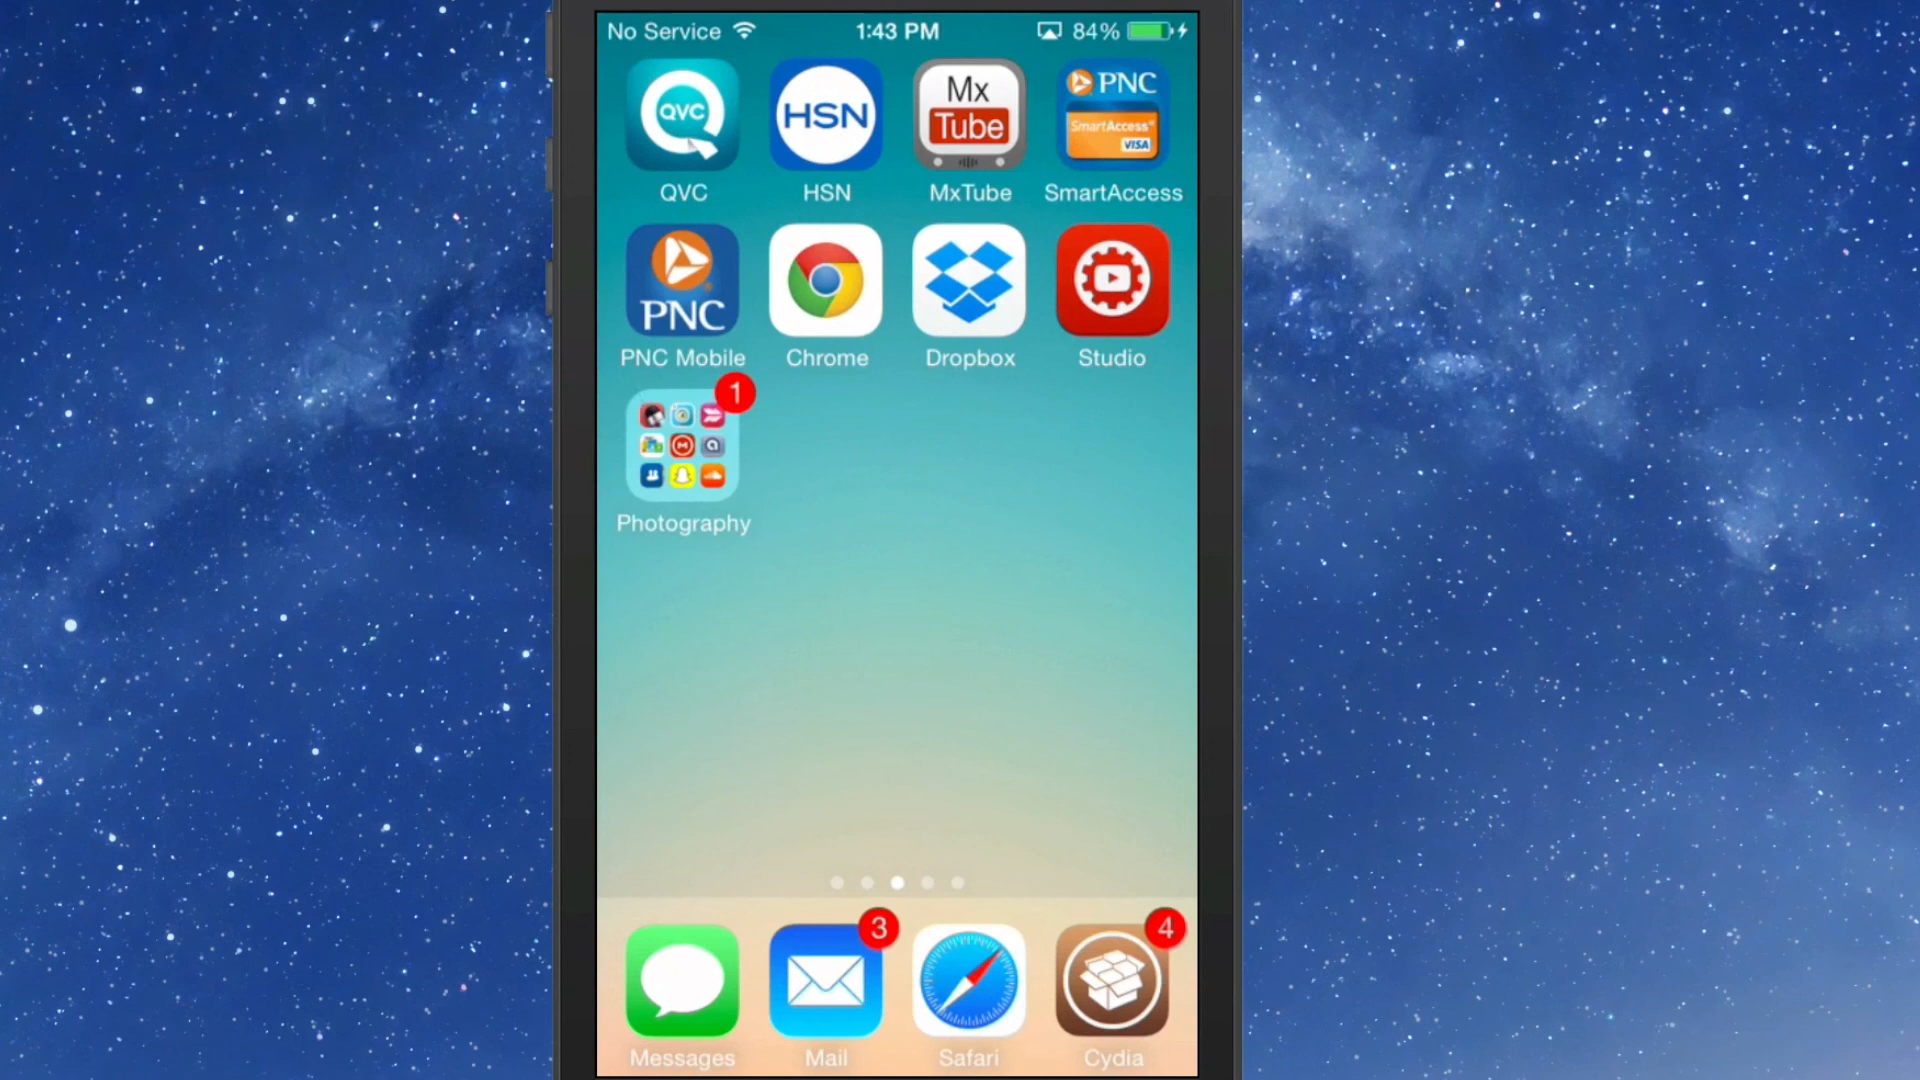 No Service 1:43 PM 84%
QVC HSN Mx Tube PNC SmartAccess VISA
QVC HSN MxTube SmartAccess
PNC
PNC Mobile Chrome Dropbox Studio
1
Photography
3 4
Messages Mail Safari Cydia